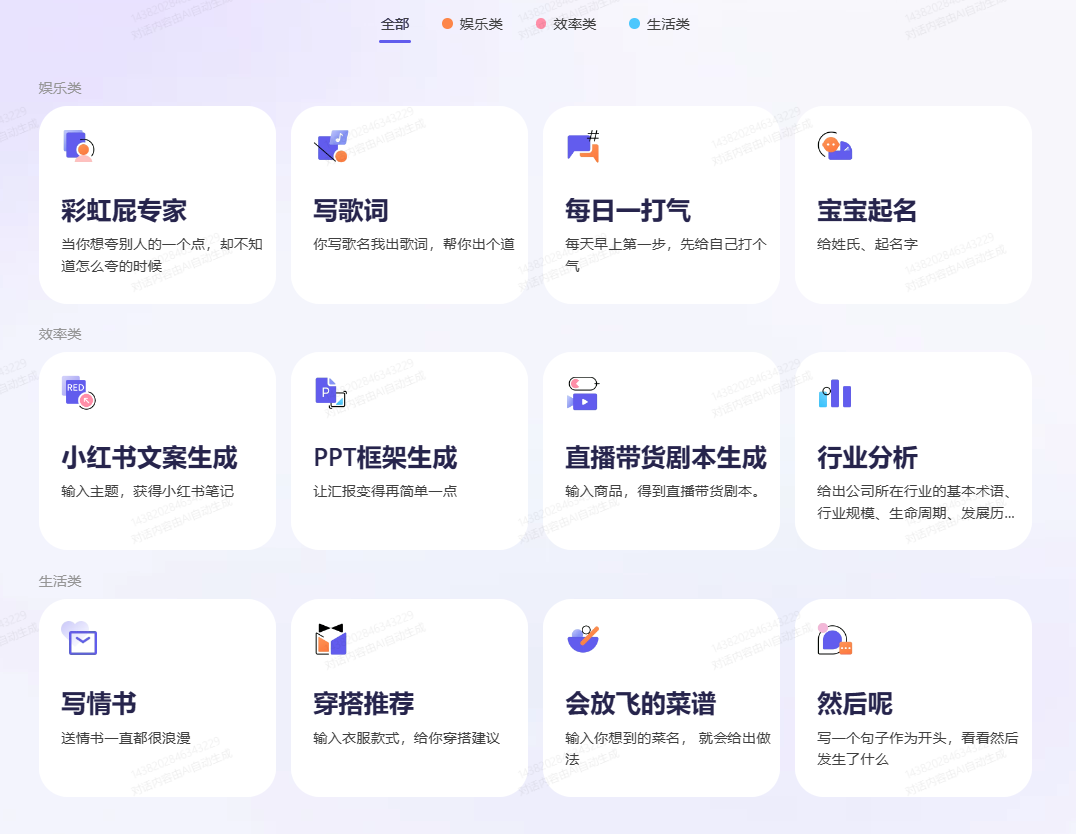 全部 娱乐类 效率类 生活类
娱乐类
彩虹屁专家
当你想夸别人的一个点，却不知
道怎么夸的时候
写歌词
你写歌名我出歌词，帮你出个道
每日一打气
每天早上第一步，先给自己打个
气
宝宝起名
给姓氏、起名字
效率类
RED
小红书文案生成
输入主题，获得小红书笔记
P
PPT框架生成
让汇报变得再简单一点
直播带货剧本生成
输入商品，得到直播带货剧本。
行业分析
给出公司所在行业的基本术语、
行业规模、生命周期、发展历...
生活类
写情书
送情书一直都很浪漫
穿搭推荐
输入衣服款式，给你穿搭建议
会放飞的菜谱
输入你想到的菜名， 就会给出做
法
然后呢
写一个句子作为开头，看看然后
发生了什么
对话内容由AI自动生成